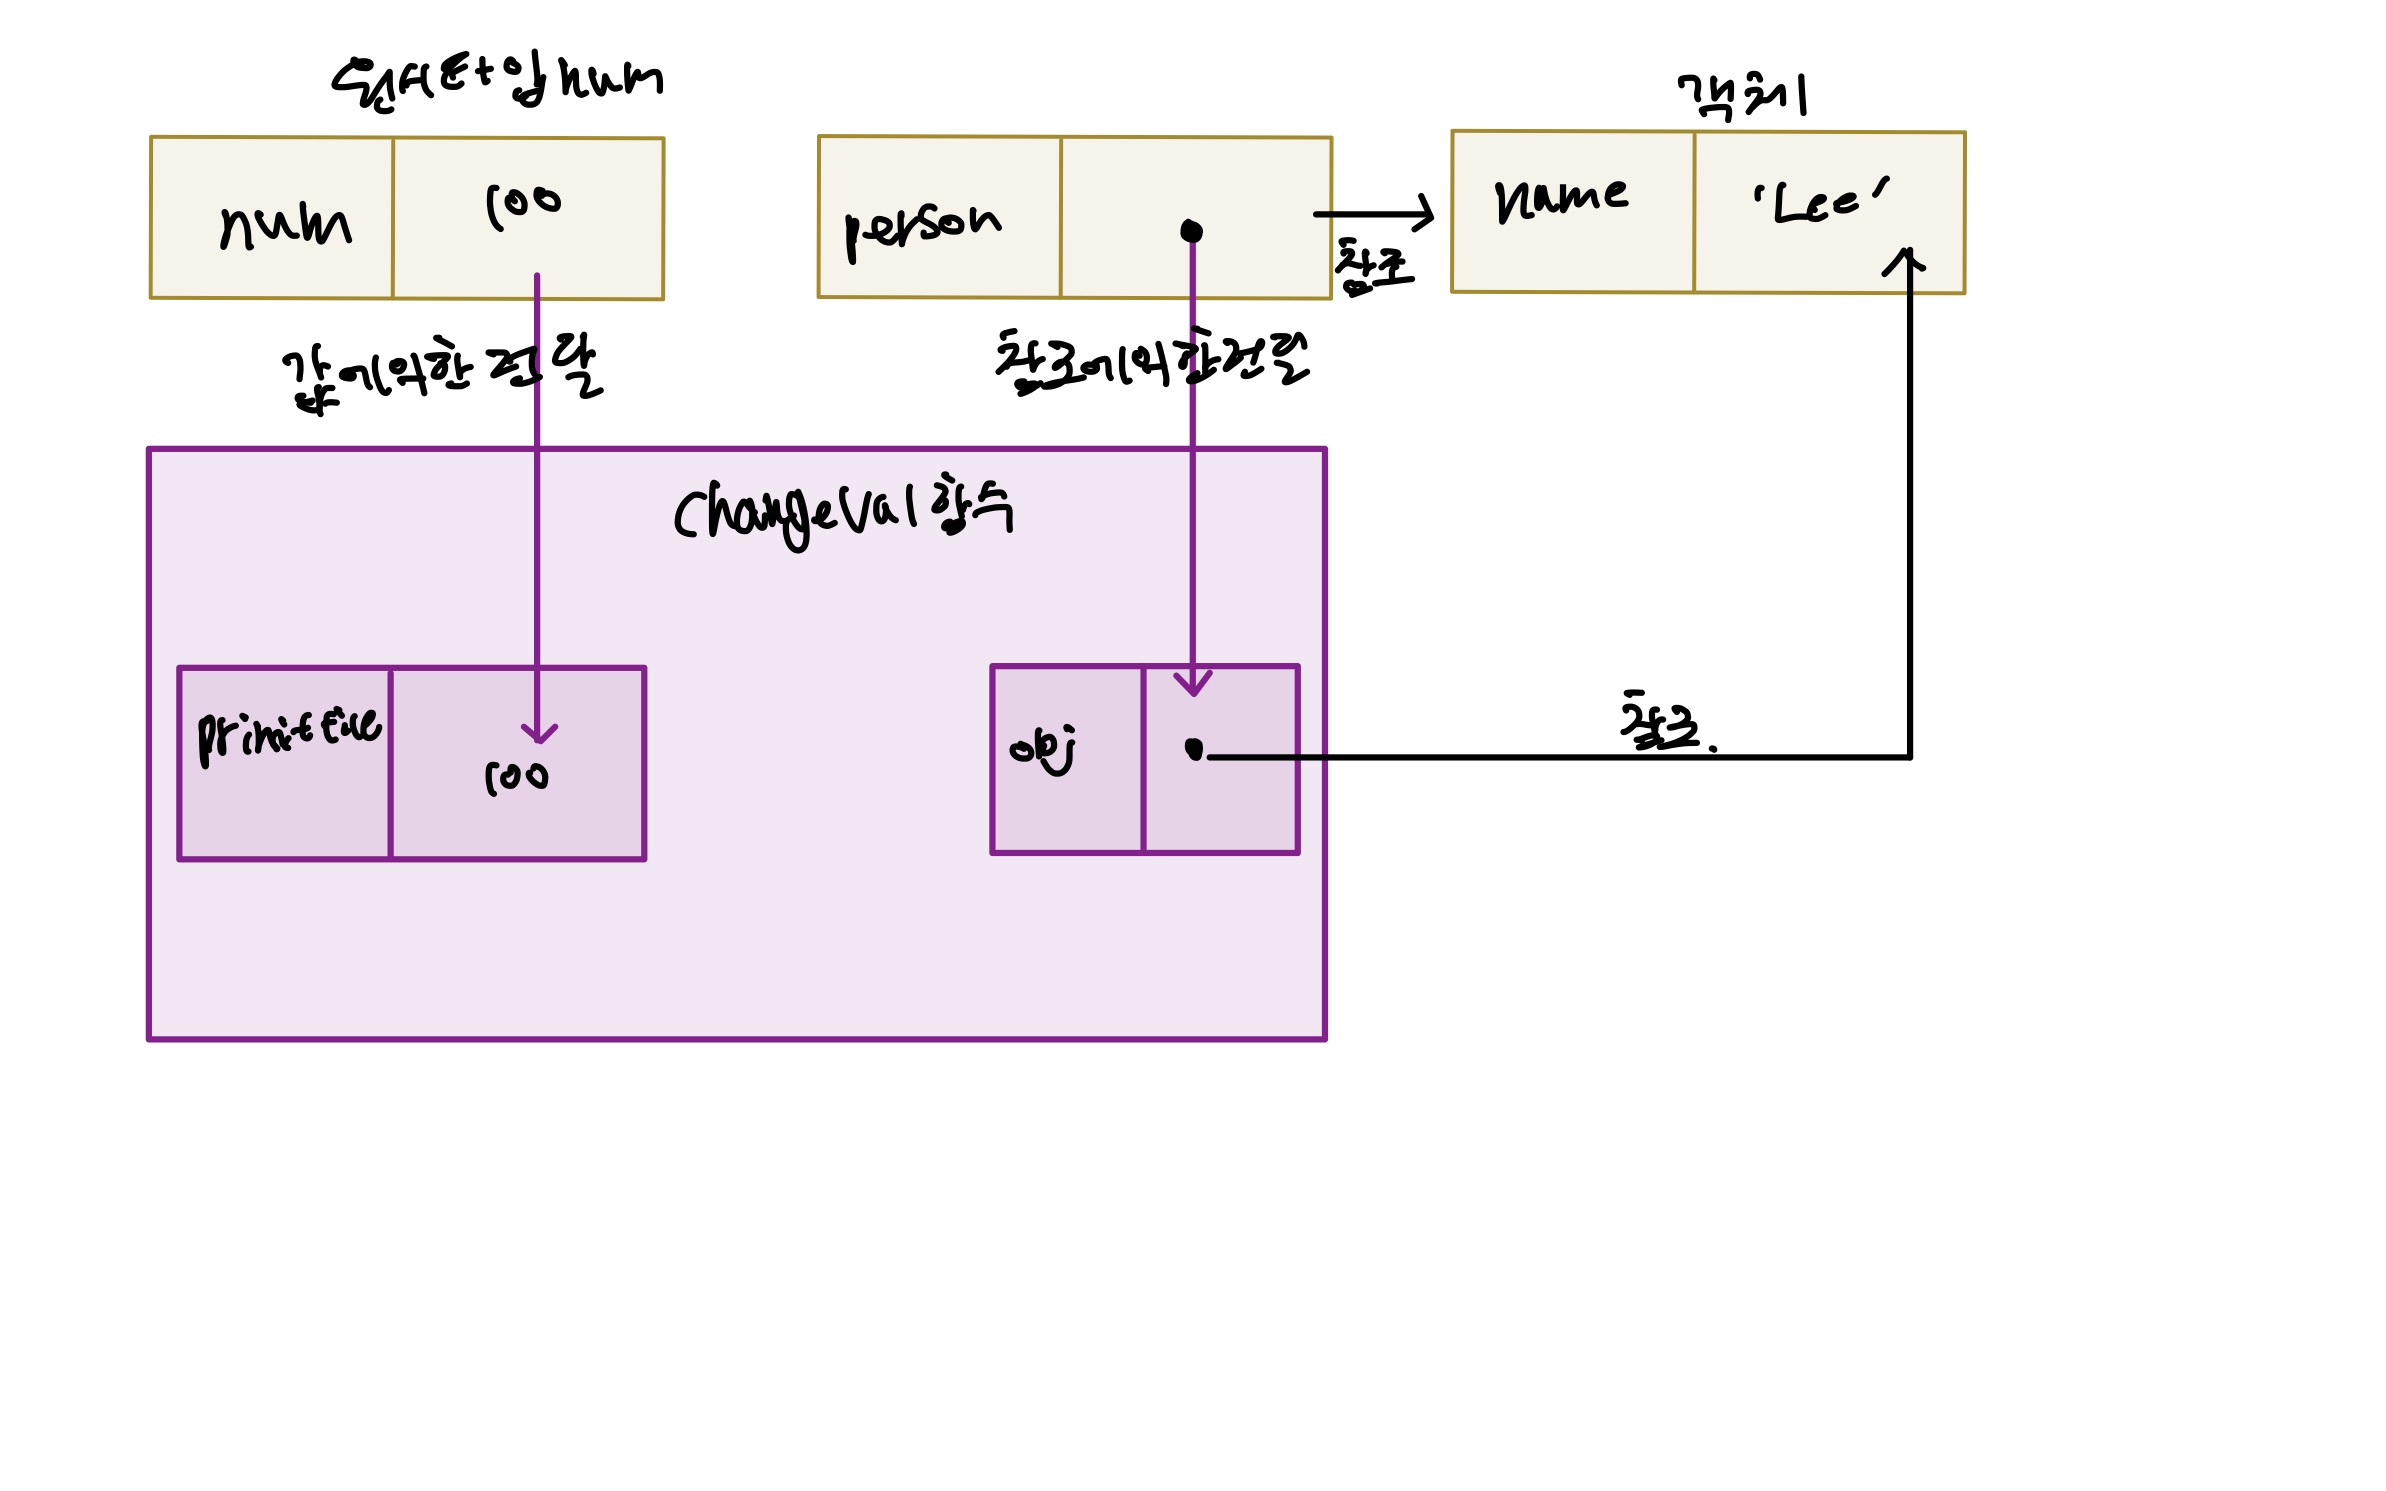 원시타입 num
객체
num
100
person
참조
name
'Lee'
값에 의한 전달
참조에 의한 전달
changeVal 함수
primitive
100
obj
참조.